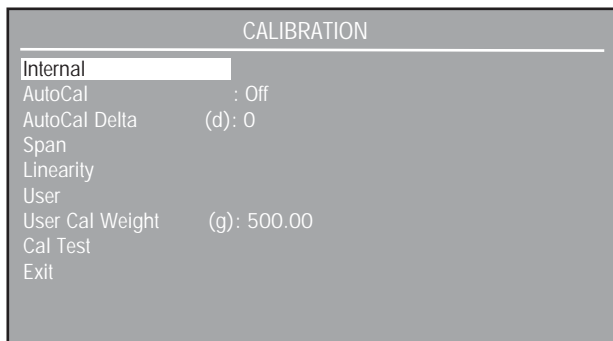 CALIBRATION
Internal
AutoCal : Off
AutoCal Delta (d): 0
Span
Linearity
User
User Cal Weight (g): 500.00
Cal Test
Exit